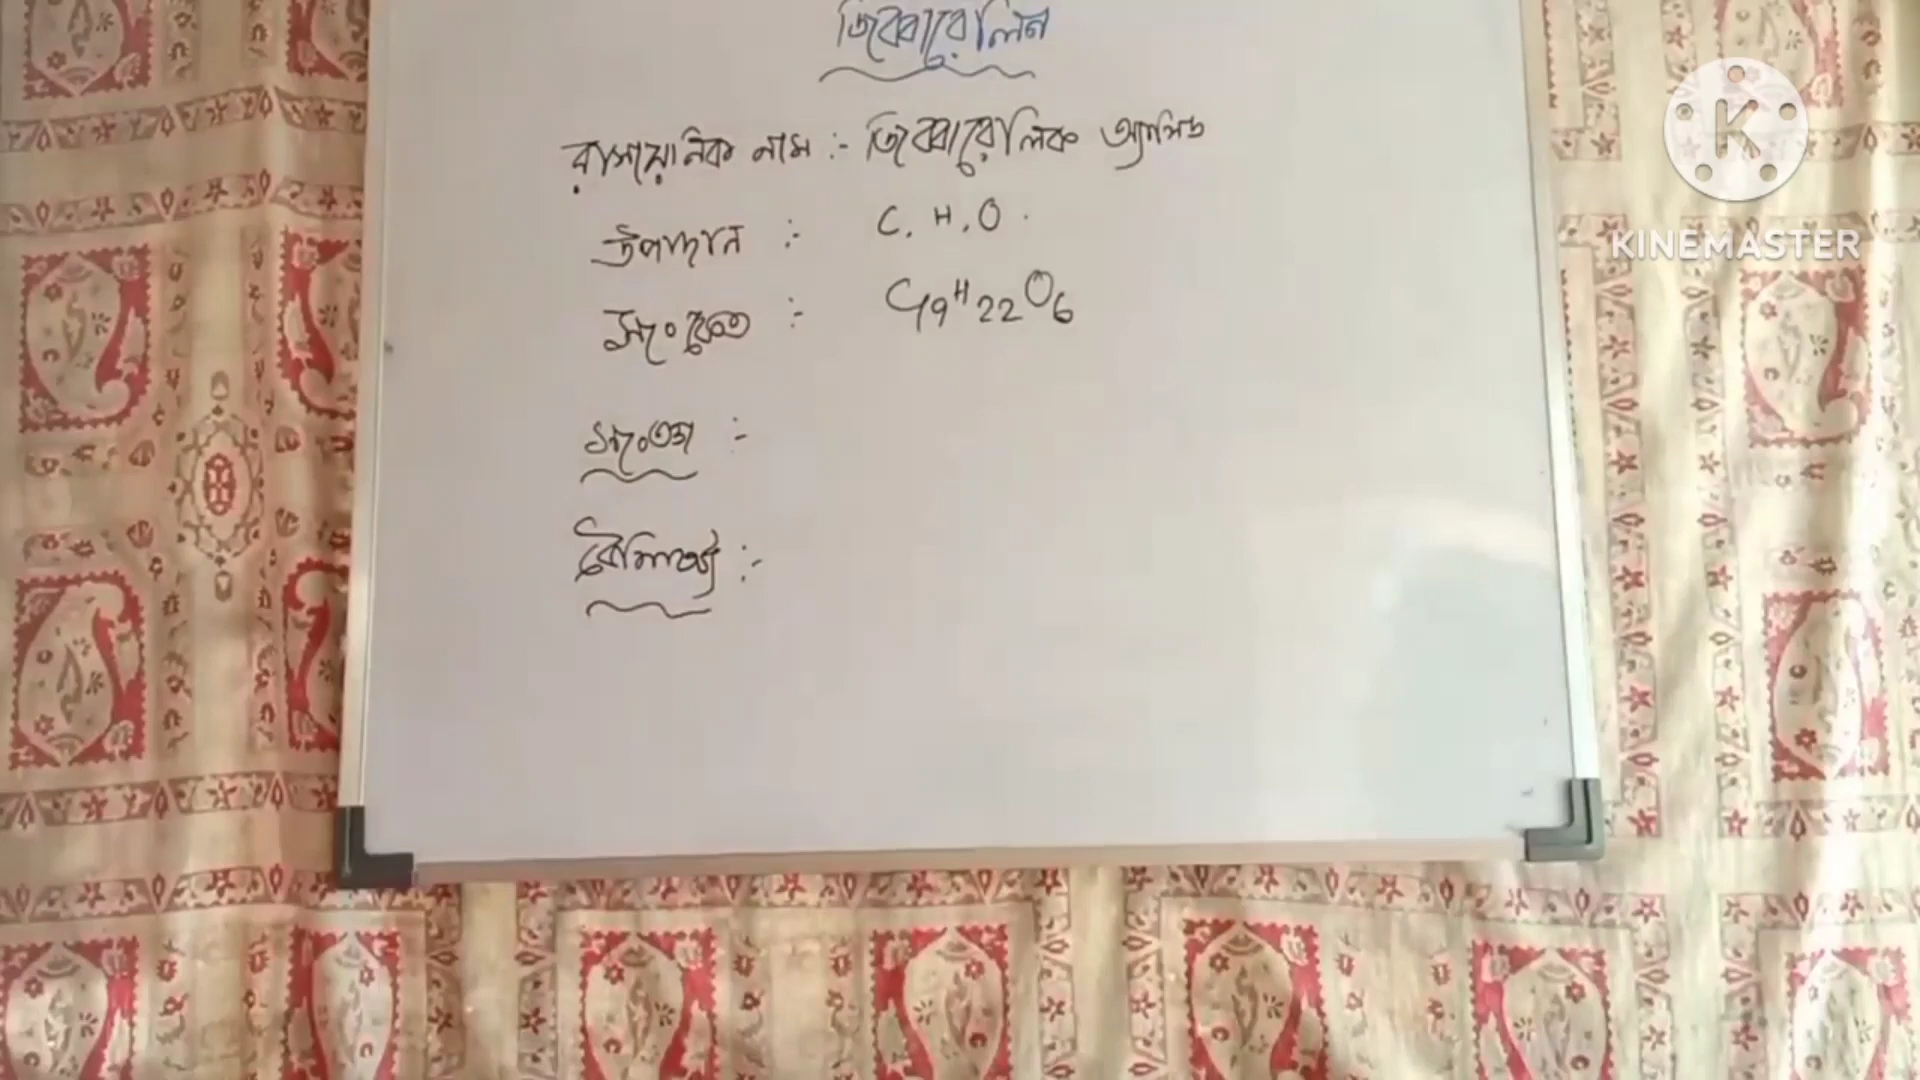 জিব্বারেলিন
রাসায়নিক নাম :- জিব্বারেলিক অ্যাসিড
উপাদান :- C, H, O
সংকেত :- C19H22O6
সংজ্ঞা :-
বৈশিষ্ট্য :-
K
KINEMASTER